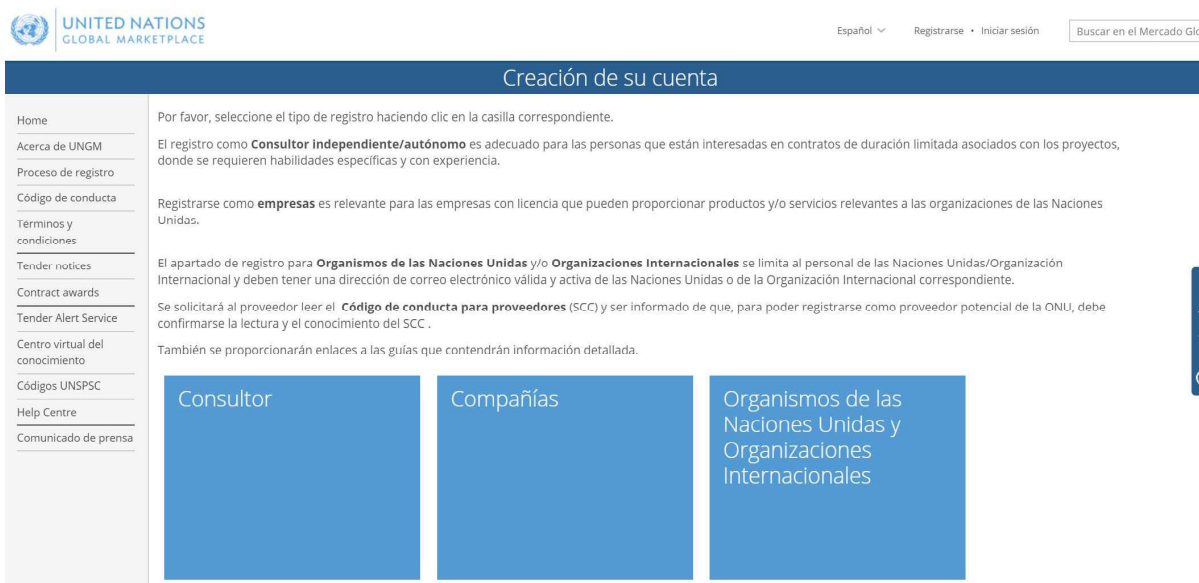 UNITED NATIONS
GLOBAL MARKETPLACE
Español
Registrarse • Iniciar sesión
Buscar en el Mercado Glo
Creación de su cuenta
Home
Acerca de UNGM
Proceso de registro
Código de conducta
Términos y
condiciones
Tender notices
Contract awards
Tender Alert Service
Centro virtual del
conocimiento
Códigos UNSPSC
Help Centre
Comunicado de prensa
Por favor, seleccione el tipo de registro haciendo clic en la casilla correspondiente.
El registro como Consultor independiente/autónomo es adecuado para las personas que están interesadas en contratos de duración limitada asociados con los proyectos,
donde se requieren habilidades específicas y con experiencia.
Registrarse como empresas es relevante para las empresas con licencia que pueden proporcionar productos y/o servicios relevantes a las organizaciones de las Naciones
Unidas.
El apartado de registro para Organismos de las Naciones Unidas y/o Organizaciones Internacionales se limita al personal de las Naciones Unidas/Organización
Internacional y deben tener una dirección de correo electrónico válida y activa de las Naciones Unidas o de la Organización Internacional correspondiente.
Se solicitará al proveedor leer el Código de conducta para proveedores (SCC) y ser informado de que, para poder registrarse como proveedor potencial de la ONU, debe
confirmarse la lectura y el conocimiento del SCC .
También se proporcionarán enlaces a las guías que contendrán información detallada.
Consultor
Compañías
Organismos de las
Naciones Unidas y
Organizaciones
Internacionales